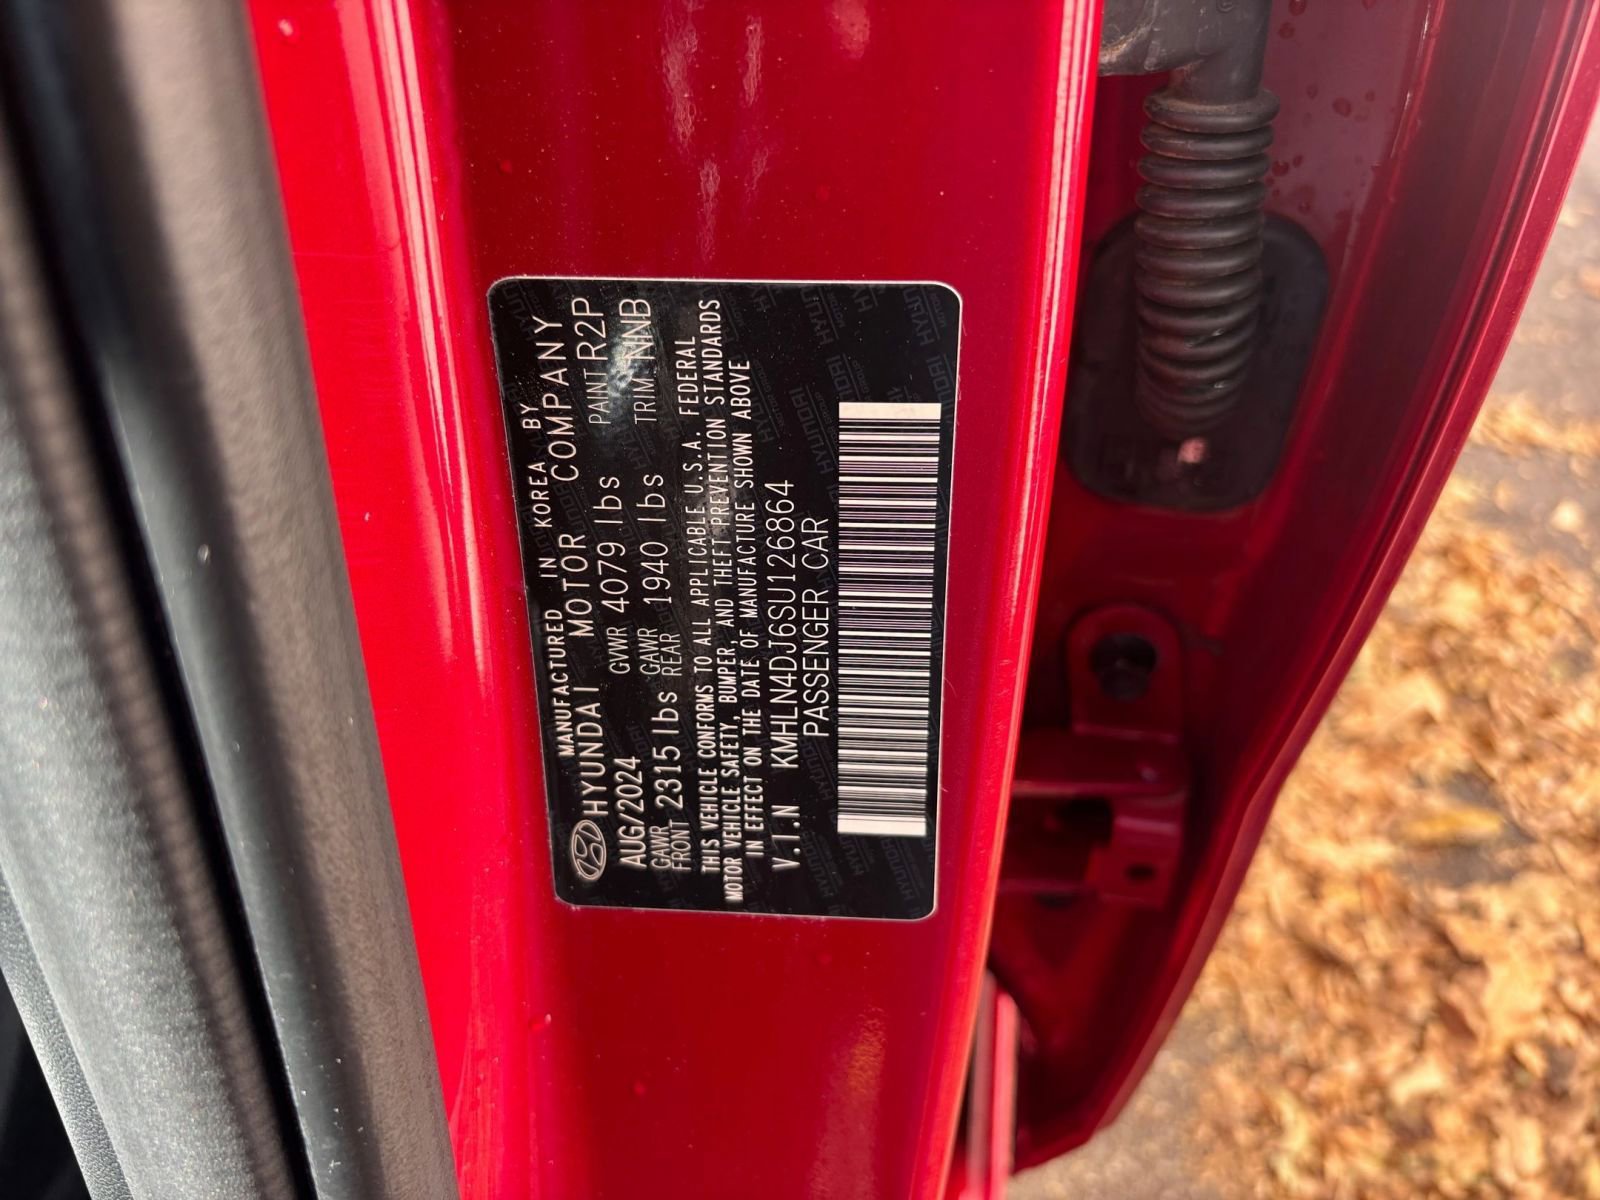 MANUFACTURED IN KOREA BY
HYUNDAI MOTOR COMPANY
AUG/2024 GVWR 4079 lbs PAINT R2P
GAWR FRONT 2315 lbs GAWR REAR 1940 lbs TRIM NNB
THIS VEHICLE CONFORMS TO ALL APPLICABLE U.S.A. FEDERAL
MOTOR VEHICLE SAFETY, BUMPER, AND THEFT PREVENTION STANDARDS
IN EFFECT ON THE DATE OF MANUFACTURE SHOWN ABOVE
V.I.N KMHLN4DJ6SU126864
PASSENGER CAR